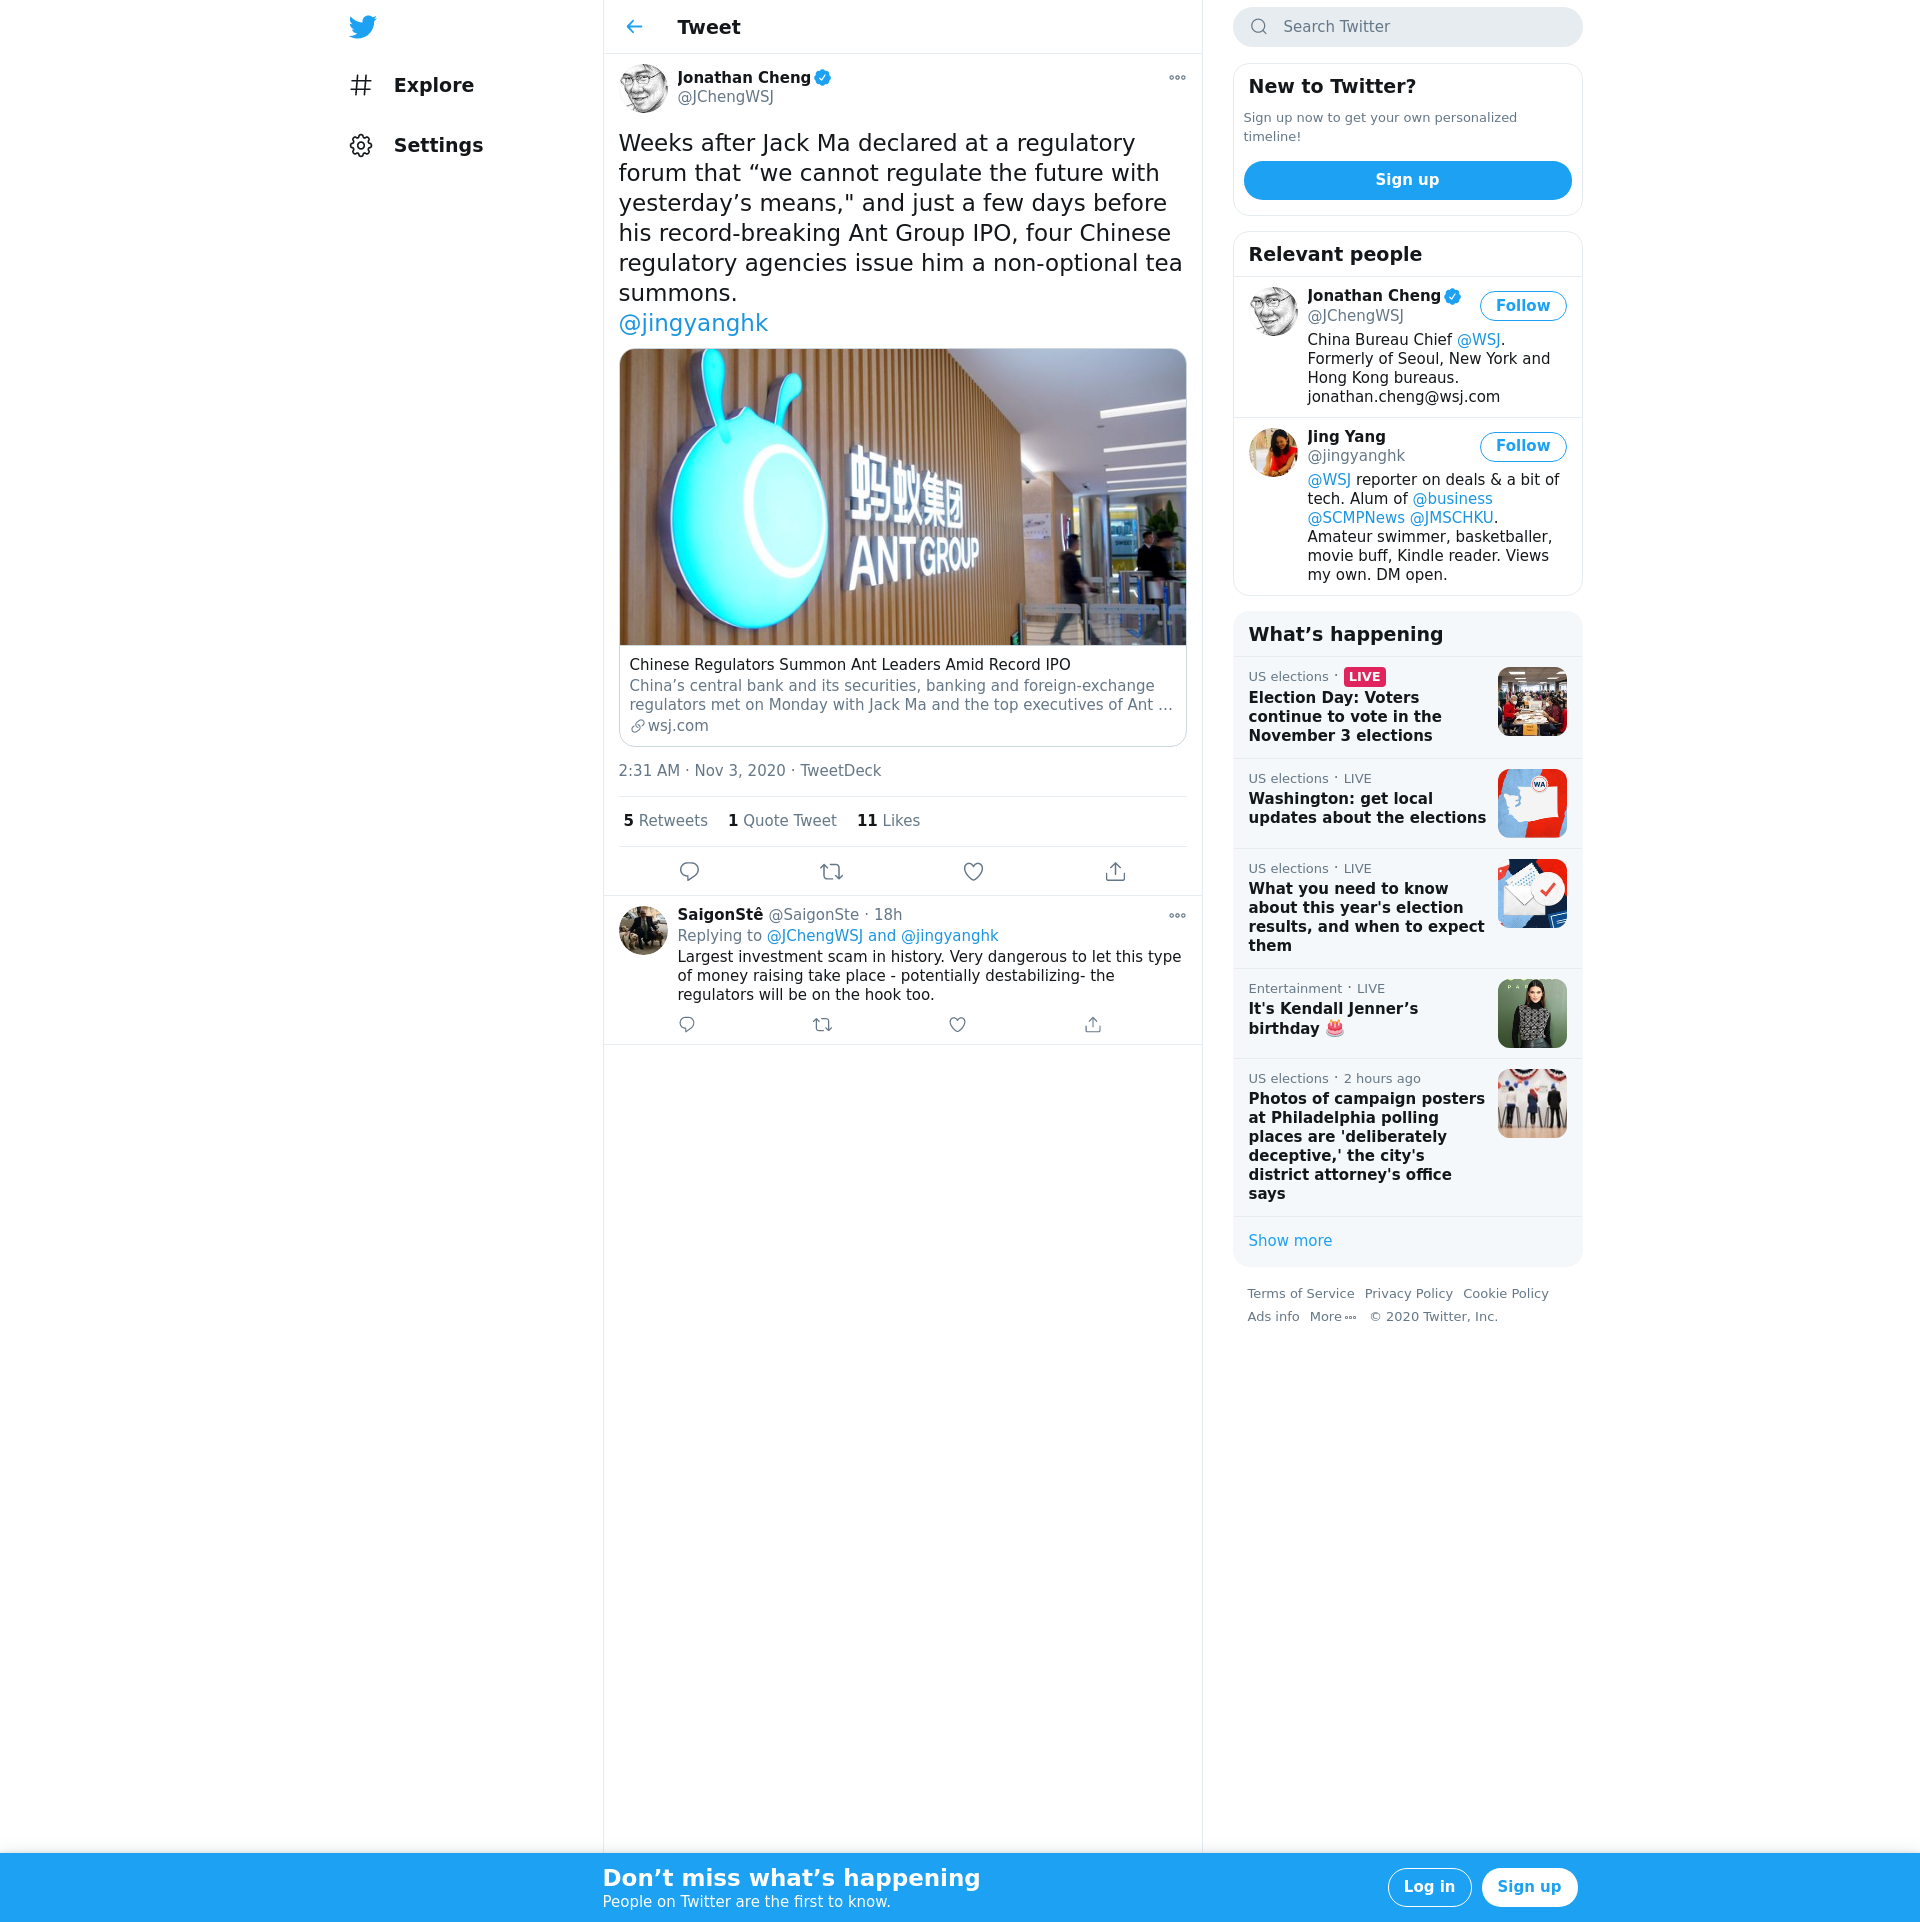 Explore
Settings
Tweet
Jonathan Cheng
@JChengWSJ
Weeks after Jack Ma declared at a regulatory
forum that “we cannot regulate the future with
yesterday’s means," and just a few days before
his record-breaking Ant Group IPO, four Chinese
regulatory agencies issue him a non-optional tea
summons.
@jingyanghk
蚂蚁集团
ANT GROUP
Chinese Regulators Summon Ant Leaders Amid Record IPO
China’s central bank and its securities, banking and foreign-exchange
regulators met on Monday with Jack Ma and the top executives of Ant ...
wsj.com
2:31 AM · Nov 3, 2020 · TweetDeck
5 Retweets 1 Quote Tweet 11 Likes
SaigonStê @SaigonSte · 18h
Replying to @JChengWSJ and @jingyanghk
Largest investment scam in history. Very dangerous to let this type
of money raising take place - potentially destabilizing- the
regulators will be on the hook too.
Search Twitter
New to Twitter?
Sign up now to get your own personalized
timeline!
Sign up
Relevant people
Jonathan Cheng
@JChengWSJ
Follow
China Bureau Chief @WSJ.
Formerly of Seoul, New York and
Hong Kong bureaus.
jonathan.cheng@wsj.com
Jing Yang
@jingyanghk
Follow
@WSJ reporter on deals & a bit of
tech. Alum of @business
@SCMPNews @JMSCHKU.
Amateur swimmer, basketballer,
movie buff, Kindle reader. Views
my own. DM open.
What’s happening
US elections · LIVE
Election Day: Voters
continue to vote in the
November 3 elections
US elections · LIVE
Washington: get local
updates about the elections
WA
US elections · LIVE
What you need to know
about this year's election
results, and when to expect
them
Entertainment · LIVE
It's Kendall Jenner’s
birthday 🎂
US elections · 2 hours ago
Photos of campaign posters
at Philadelphia polling
places are 'deliberately
deceptive,' the city's
district attorney's office
says
Show more
Terms of Service Privacy Policy Cookie Policy
Ads info More © 2020 Twitter, Inc.
Don’t miss what’s happening
People on Twitter are the first to know.
Log in
Sign up